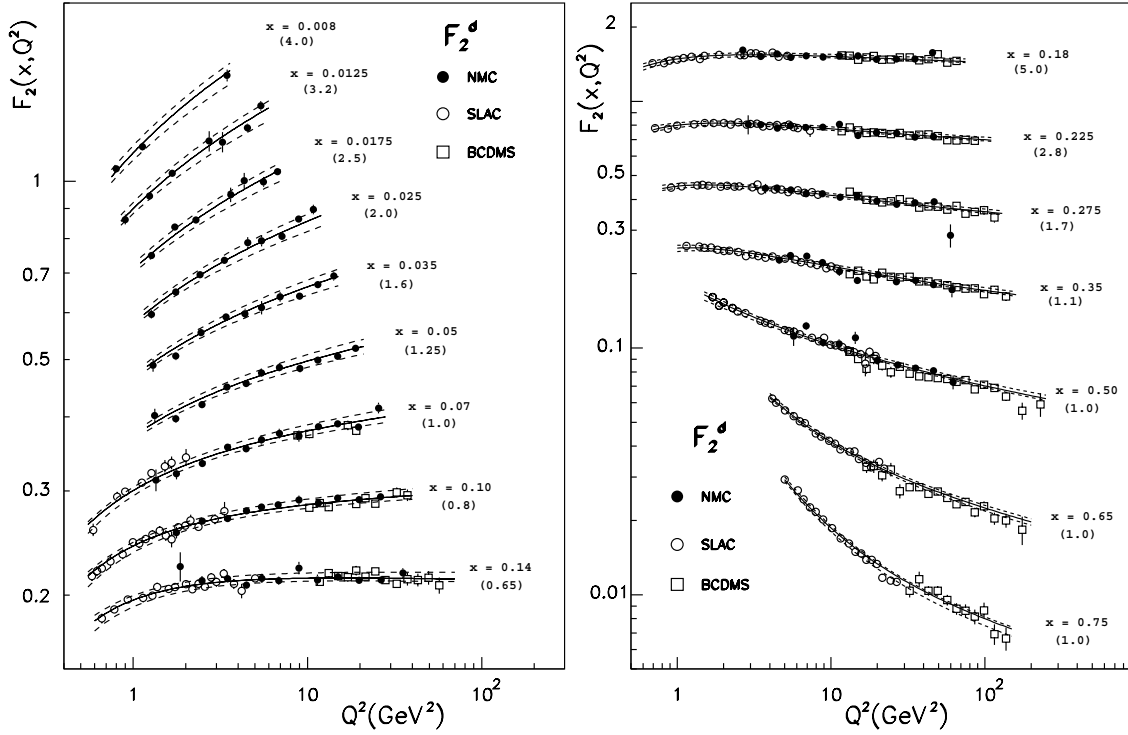 F₂(x,Q²)
1
0.7
0.5
0.3
0.2
x = 0.008
(4.0)
x = 0.0125
(3.2)
x = 0.0175
(2.5)
x = 0.025
(2.0)
x = 0.035
(1.6)
x = 0.05
(1.25)
x = 0.07
(1.0)
x = 0.10
(0.8)
x = 0.14
(0.65)
F₂ᵈ
NMC
SLAC
BCDMS
1 10 10²
Q²(GeV²)
F₂(x,Q²)
2
1
0.5
0.3
0.1
0.01
x = 0.18
(5.0)
x = 0.225
(2.8)
x = 0.275
(1.7)
x = 0.35
(1.1)
x = 0.50
(1.0)
x = 0.65
(1.0)
x = 0.75
(1.0)
F₂ᵈ
NMC
SLAC
BCDMS
1 10 10²
Q²(GeV²)